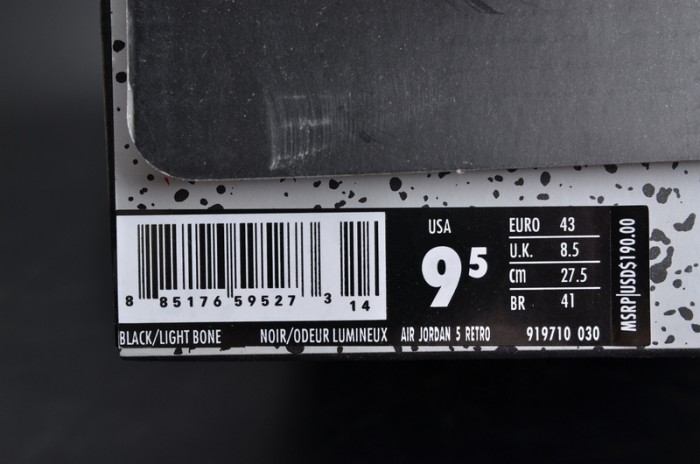 USA
9 5
EURO 43
U.K. 8.5
cm 27.5
BR 41
MSRP|USD$190.00
8 85176 59527 3 14
BLACK/LIGHT BONE NOIR/ODEUR LUMINEUX AIR JORDAN 5 RETRO 919710 030